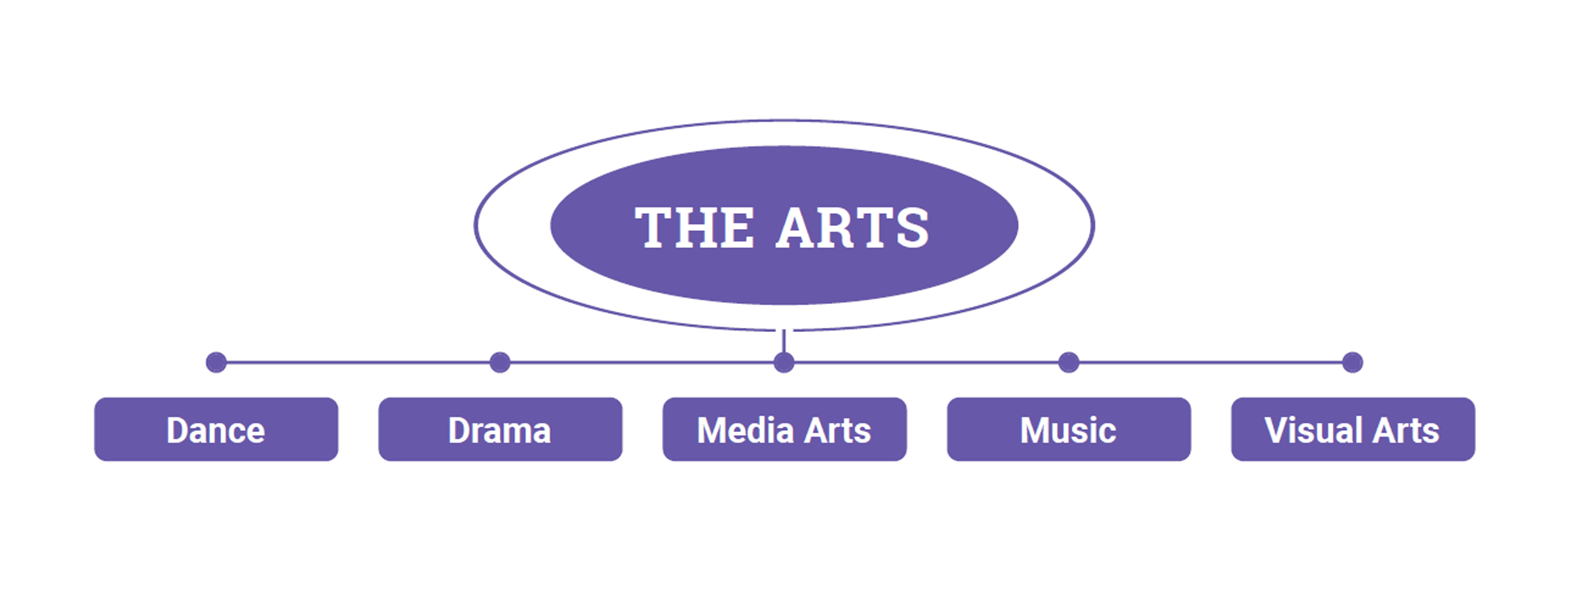 THE ARTS
Dance
Drama
Media Arts
Music
Visual Arts